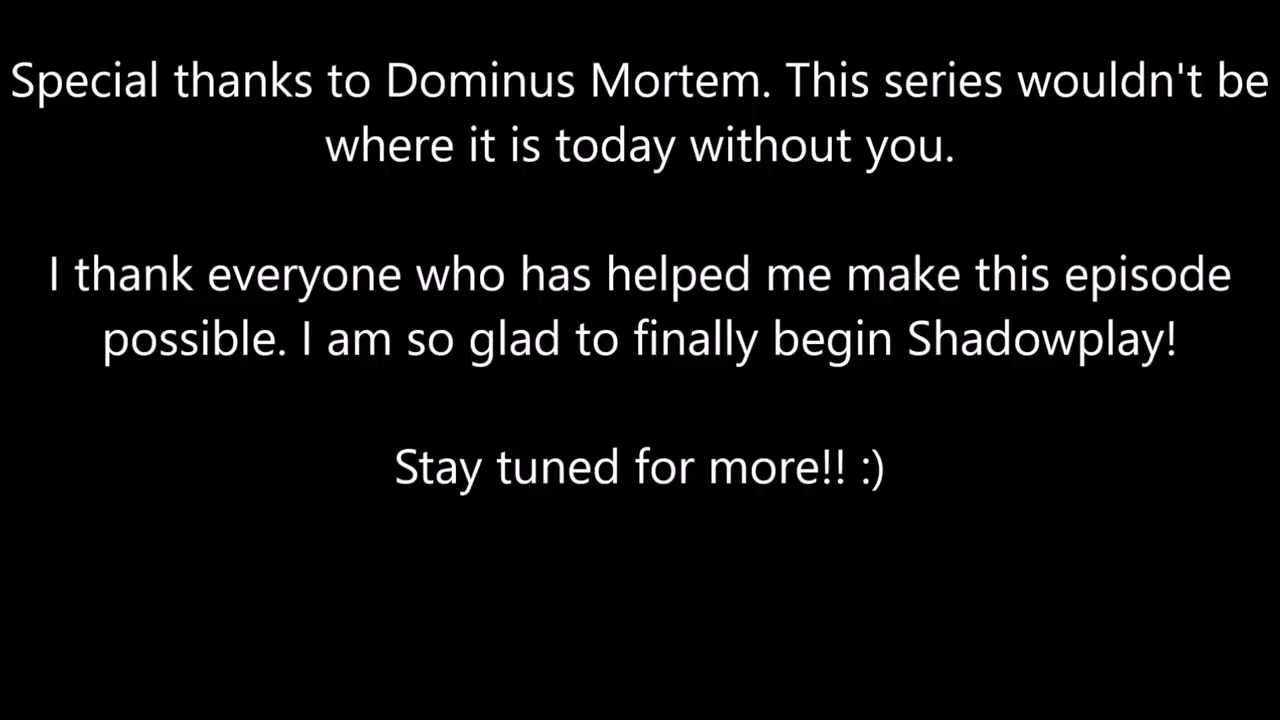 Special thanks to Dominus Mortem. This series wouldn't be
where it is today without you.
I thank everyone who has helped me make this episode
possible. I am so glad to finally begin Shadowplay!
Stay tuned for more!! :)